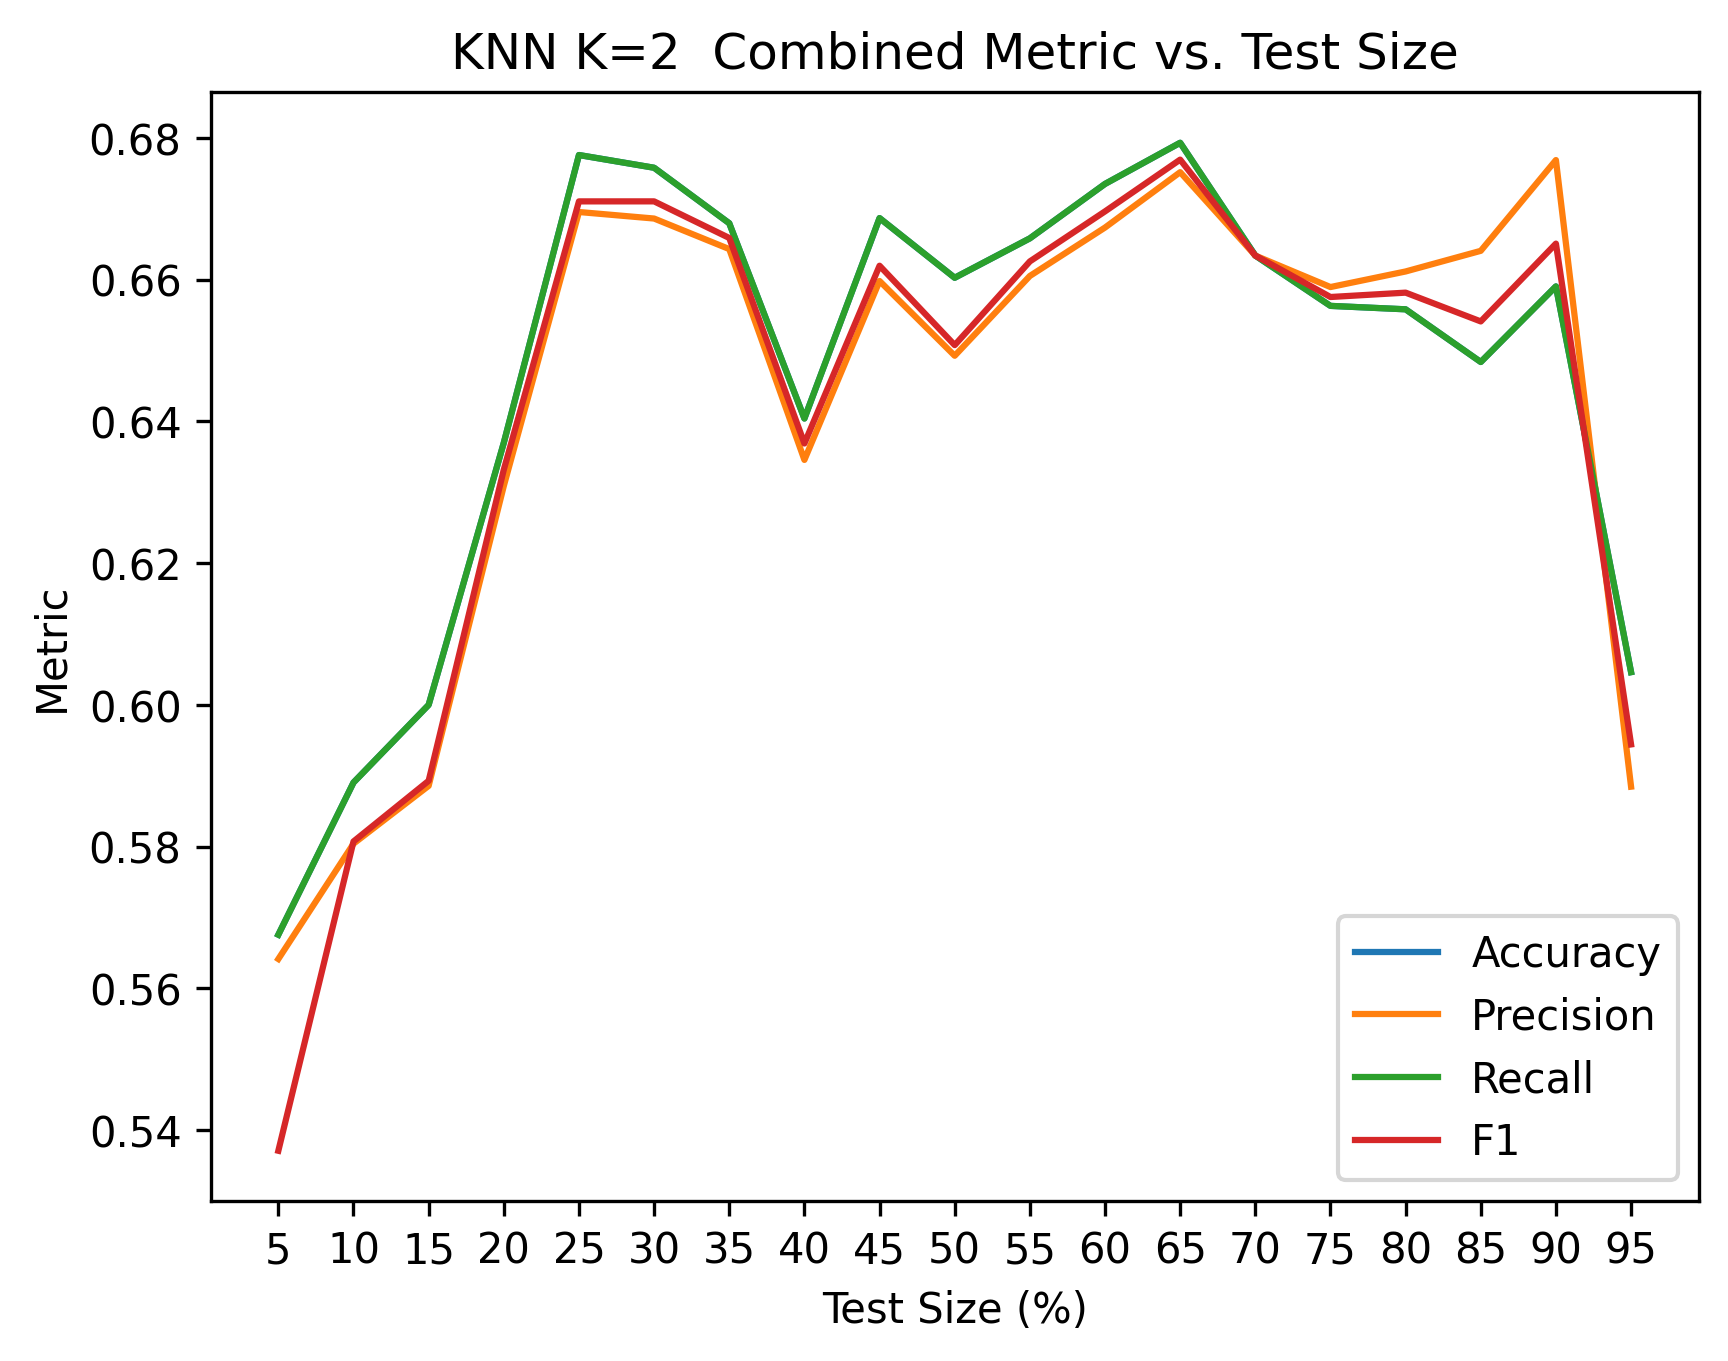 KNN K=2  Combined Metric vs. Test Size
0.68
0.66
0.64
0.62
0.60
0.58
0.56
0.54
Metric
Accuracy
Precision
Recall
F1
5 10 15 20 25 30 35 40 45 50 55 60 65 70 75 80 85 90 95
Test Size (%)